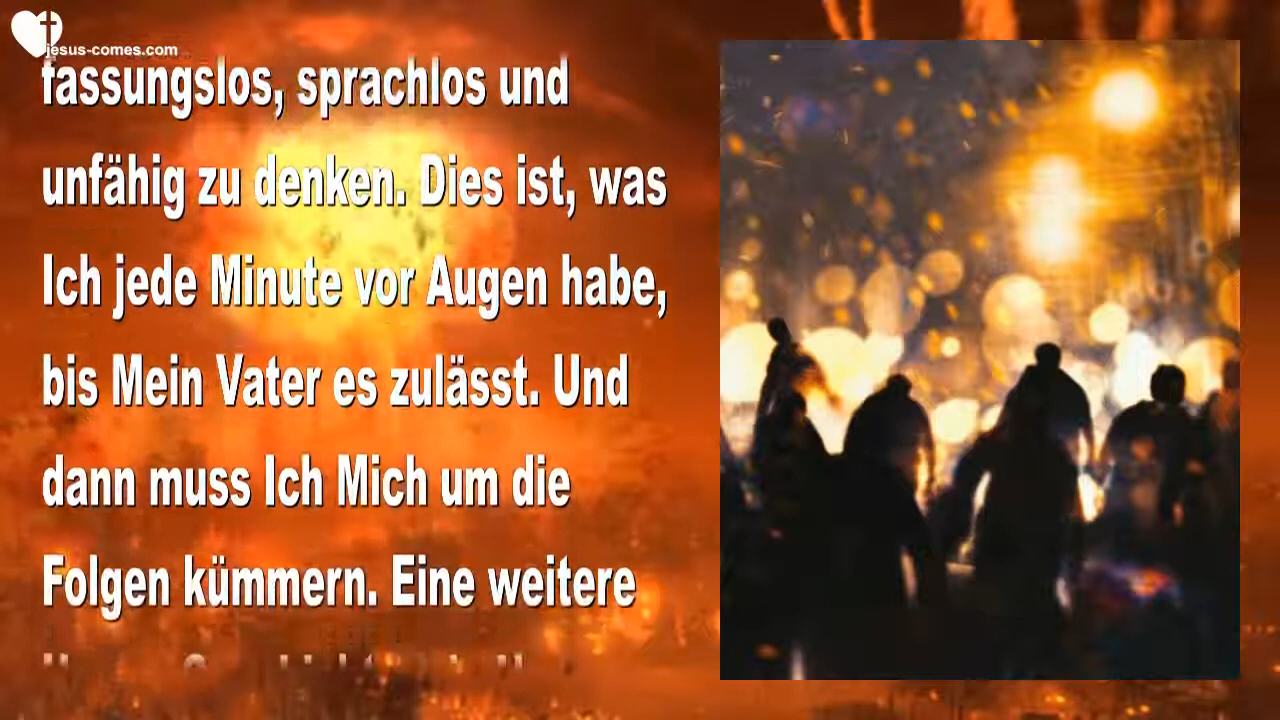 jesus-comes.com
fassungslos, sprachlos und
unfähig zu denken. Dies ist, was
Ich jede Minute vor Augen habe,
bis Mein Vater es zulässt. Und
dann muss Ich Mich um die
Folgen kümmern. Eine weitere